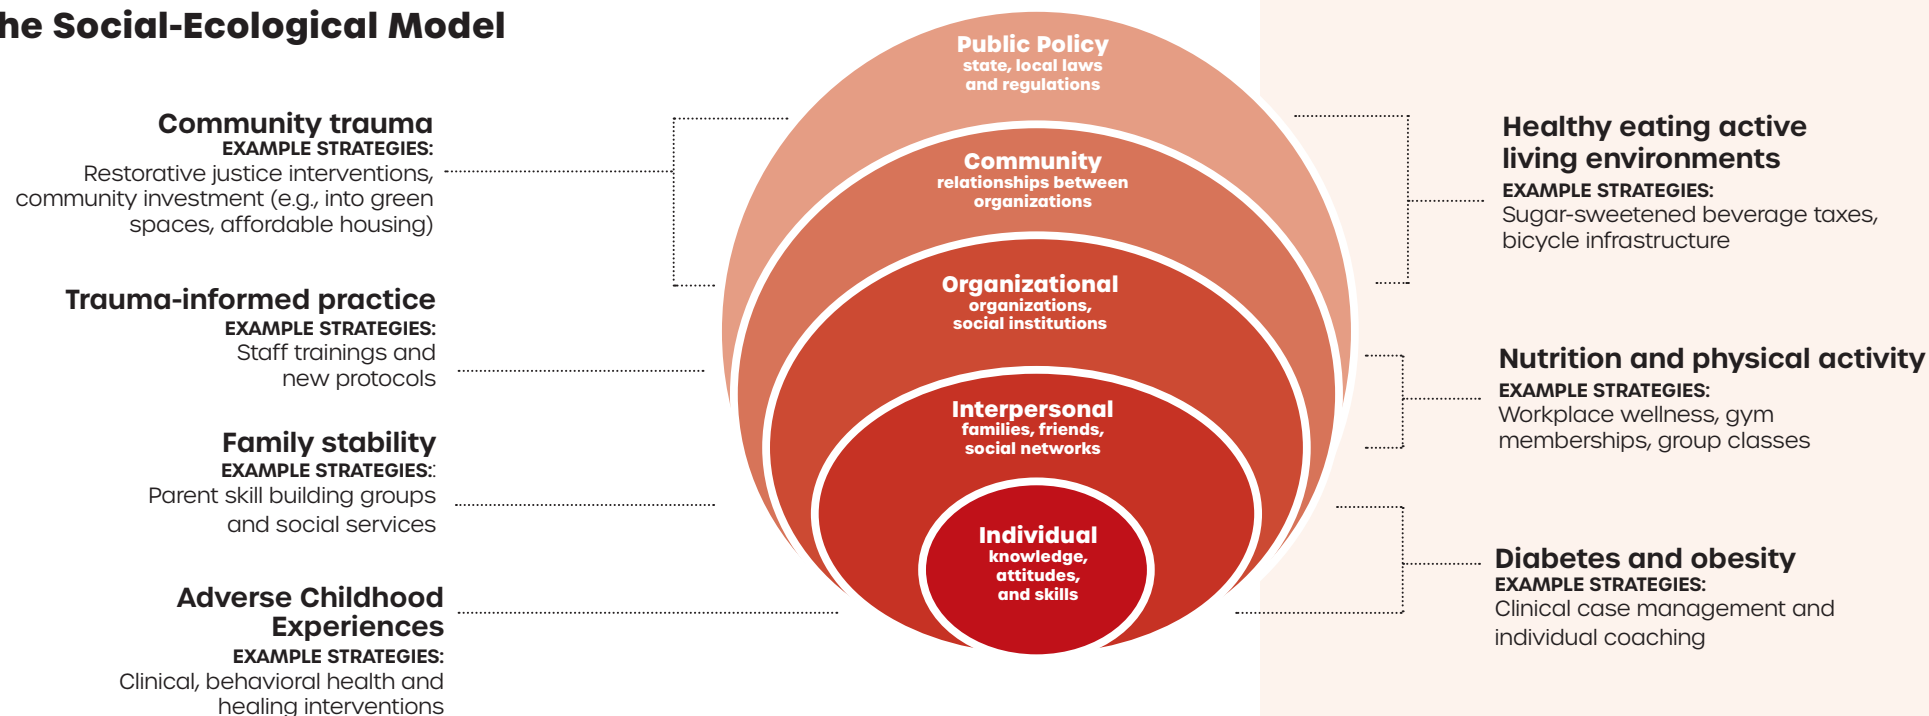 he Social-Ecological Model
Community trauma
EXAMPLE STRATEGIES:
Restorative justice interventions,
community investment (e.g., into green
spaces, affordable housing)
Trauma-informed practice
EXAMPLE STRATEGIES:
Staff trainings and
new protocols
Family stability
EXAMPLE STRATEGIES::
Parent skill building groups
and social services
Adverse Childhood
Experiences
EXAMPLE STRATEGIES:
Clinical, behavioral health and
healing interventions
Public Policy
state, local laws
and regulations
Community
relationships between
organizations
Organizational
organizations,
social institutions
Interpersonal
families, friends,
social networks
Individual
knowledge,
attitudes,
and skills
Healthy eating active
living environments
EXAMPLE STRATEGIES:
Sugar-sweetened beverage taxes,
bicycle infrastructure
Nutrition and physical activity
EXAMPLE STRATEGIES:
Workplace wellness, gym
memberships, group classes
Diabetes and obesity
EXAMPLE STRATEGIES:
Clinical case management and
individual coaching